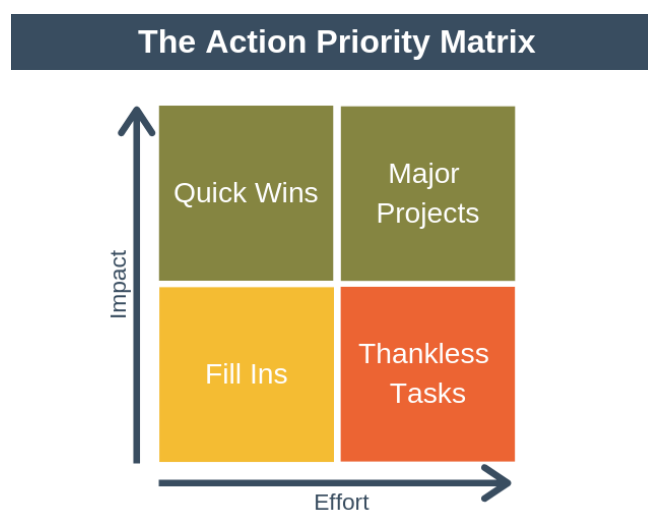 The Action Priority Matrix
Quick Wins
Major
Projects
Impact
Fill Ins
Thankless
Tasks
Effort